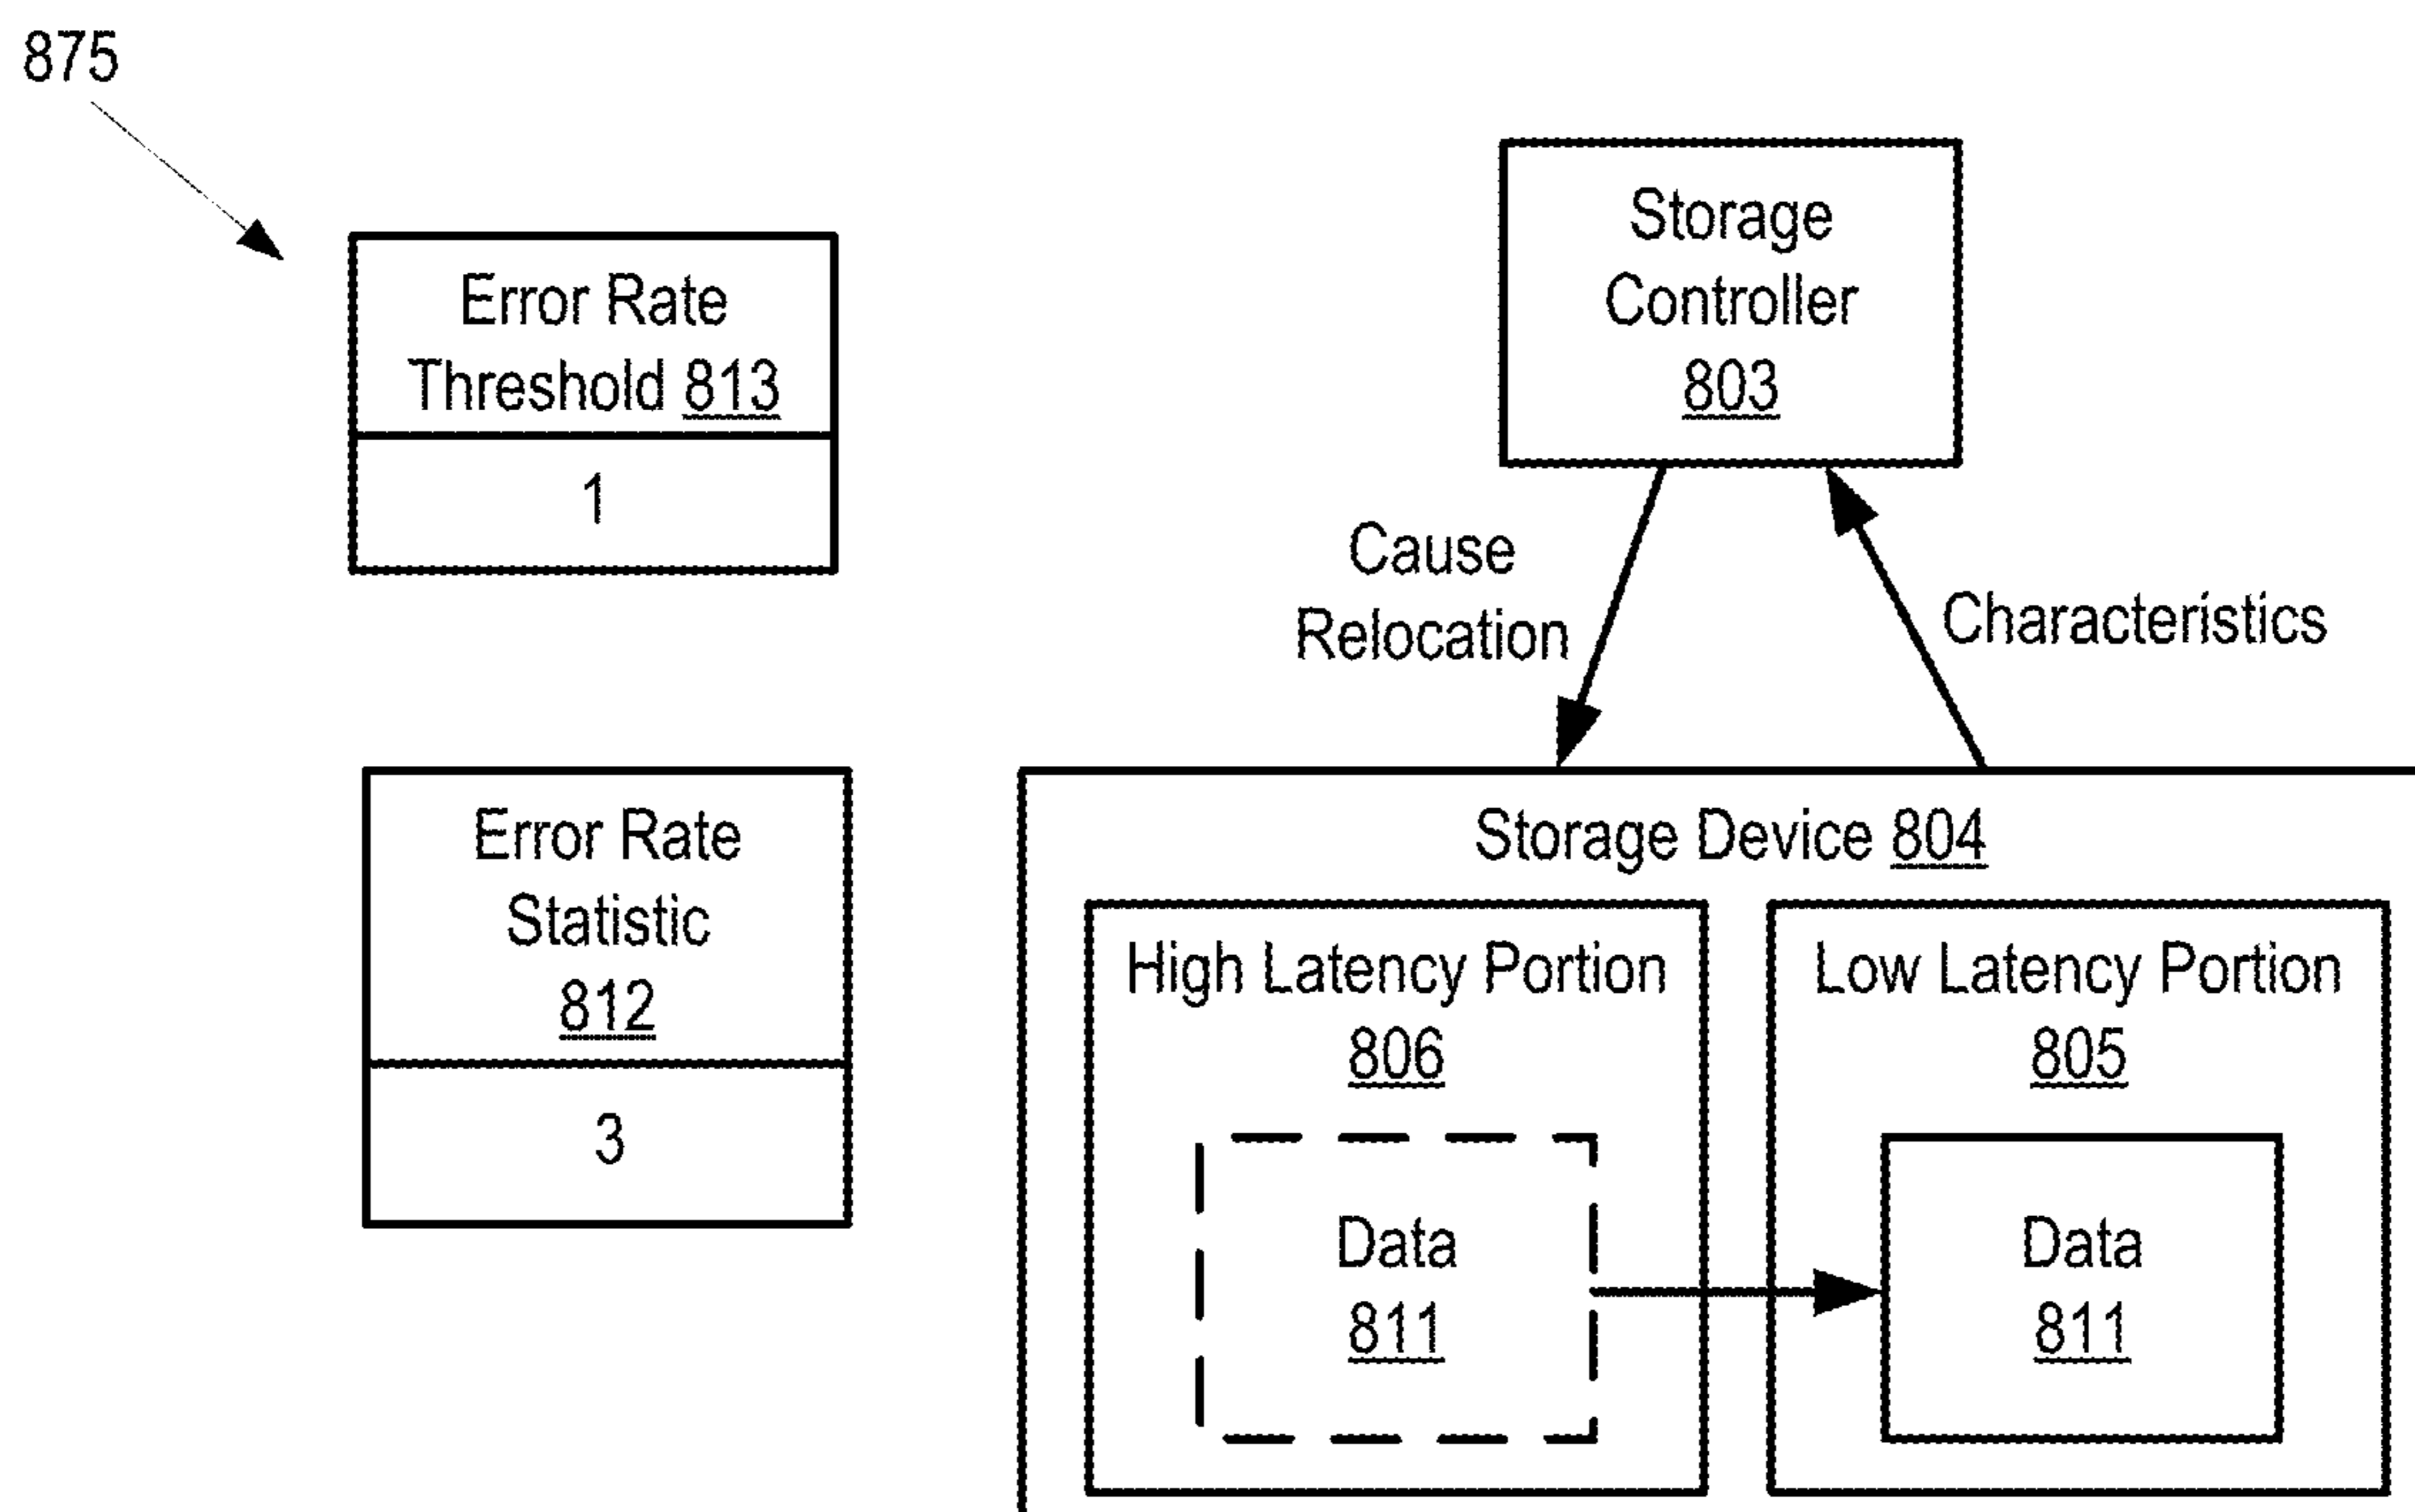 875
Error Rate
Threshold 813
1
Storage
Controller
803
Cause
Relocation
Characteristics
Error Rate
Statistic
812
3
Storage Device 804
High Latency Portion
806
Data
811
Low Latency Portion
805
Data
811